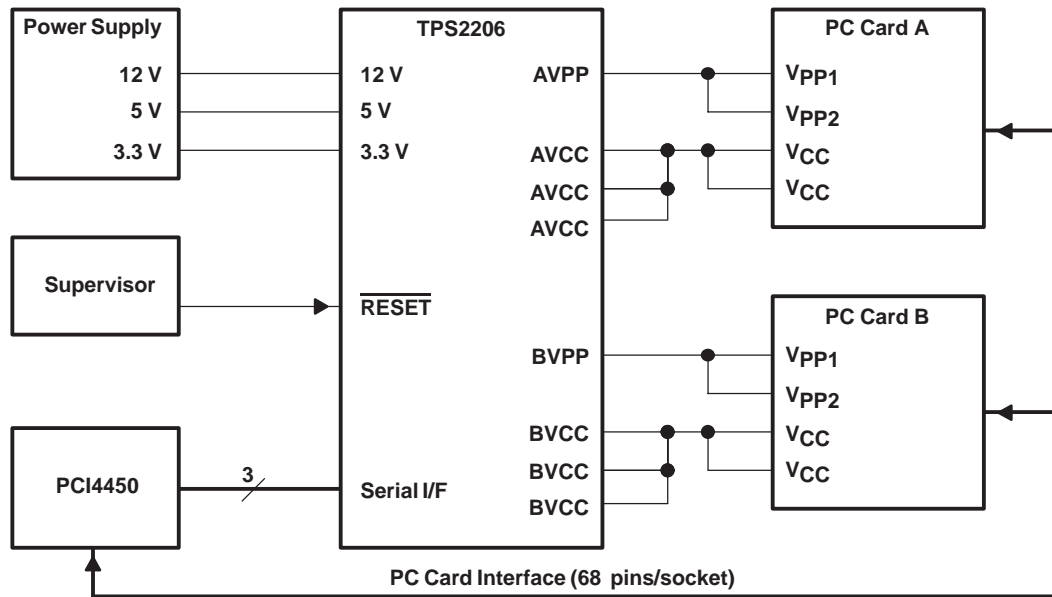 Power Supply
12 V
5 V
3.3 V
TPS2206
12 V
5 V
3.3 V
AVPP
AVCC
AVCC
AVCC
PC Card A
VPP1
VPP2
VCC
VCC
Supervisor
RESET
PC Card B
BVPP
BVCC
BVCC
BVCC
VPP1
VPP2
VCC
VCC
PCI4450
3
Serial I/F
PC Card Interface (68 pins/socket)